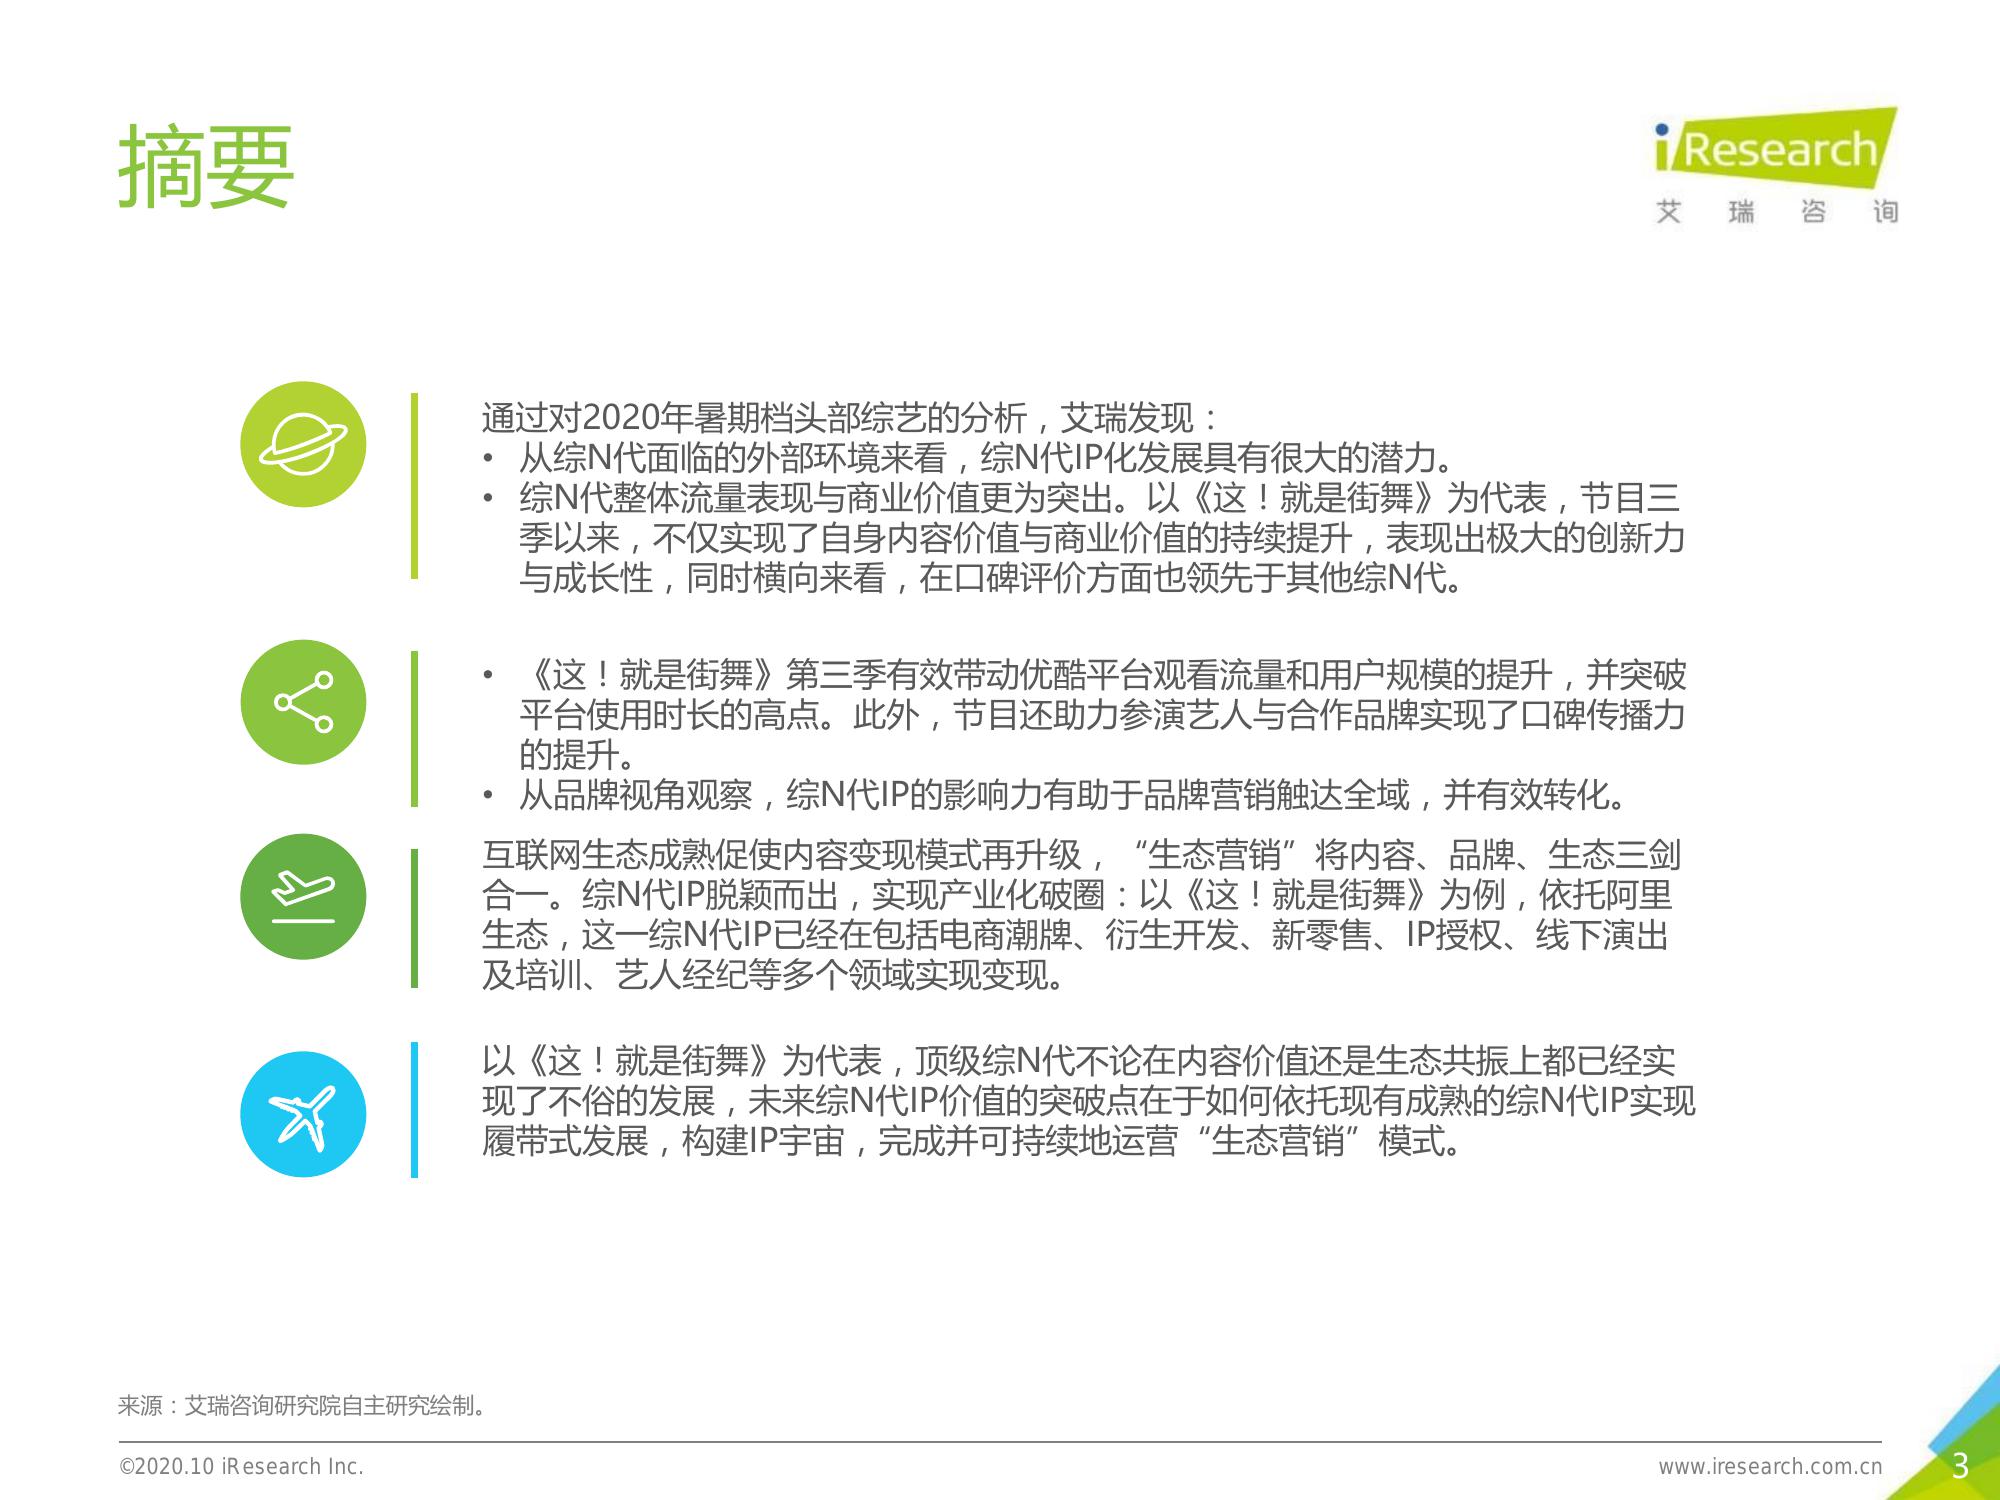 摘要
iResearch
艾瑞咨询
通过对2020年暑期档头部综艺的分析，艾瑞发现：
• 从综N代面临的外部环境来看，综N代IP化发展具有很大的潜力。
• 综N代整体流量表现与商业价值更为突出。以《这！就是街舞》为代表，节目三
季以来，不仅实现了自身内容价值与商业价值的持续提升，表现出极大的创新力
与成长性，同时横向来看，在口碑评价方面也领先于其他综N代。
• 《这！就是街舞》第三季有效带动优酷平台观看流量和用户规模的提升，并突破
平台使用时长的高点。此外，节目还助力参演艺人与合作品牌实现了口碑传播力
的提升。
• 从品牌视角观察，综N代IP的影响力有助于品牌营销触达全域，并有效转化。
互联网生态成熟促使内容变现模式再升级，“生态营销”将内容、品牌、生态三剑
合一。综N代IP脱颖而出，实现产业化破圈：以《这！就是街舞》为例，依托阿里
生态，这一综N代IP已经在包括电商潮牌、衍生开发、新零售、IP授权、线下演出
及培训、艺人经纪等多个领域实现变现。
以《这！就是街舞》为代表，顶级综N代不论在内容价值还是生态共振上都已经实
现了不俗的发展，未来综N代IP价值的突破点在于如何依托现有成熟的综N代IP实现
履带式发展，构建IP宇宙，完成并可持续地运营“生态营销”模式。
来源：艾瑞咨询研究院自主研究绘制。
©2020.10 iResearch Inc.
www.iresearch.com.cn
3